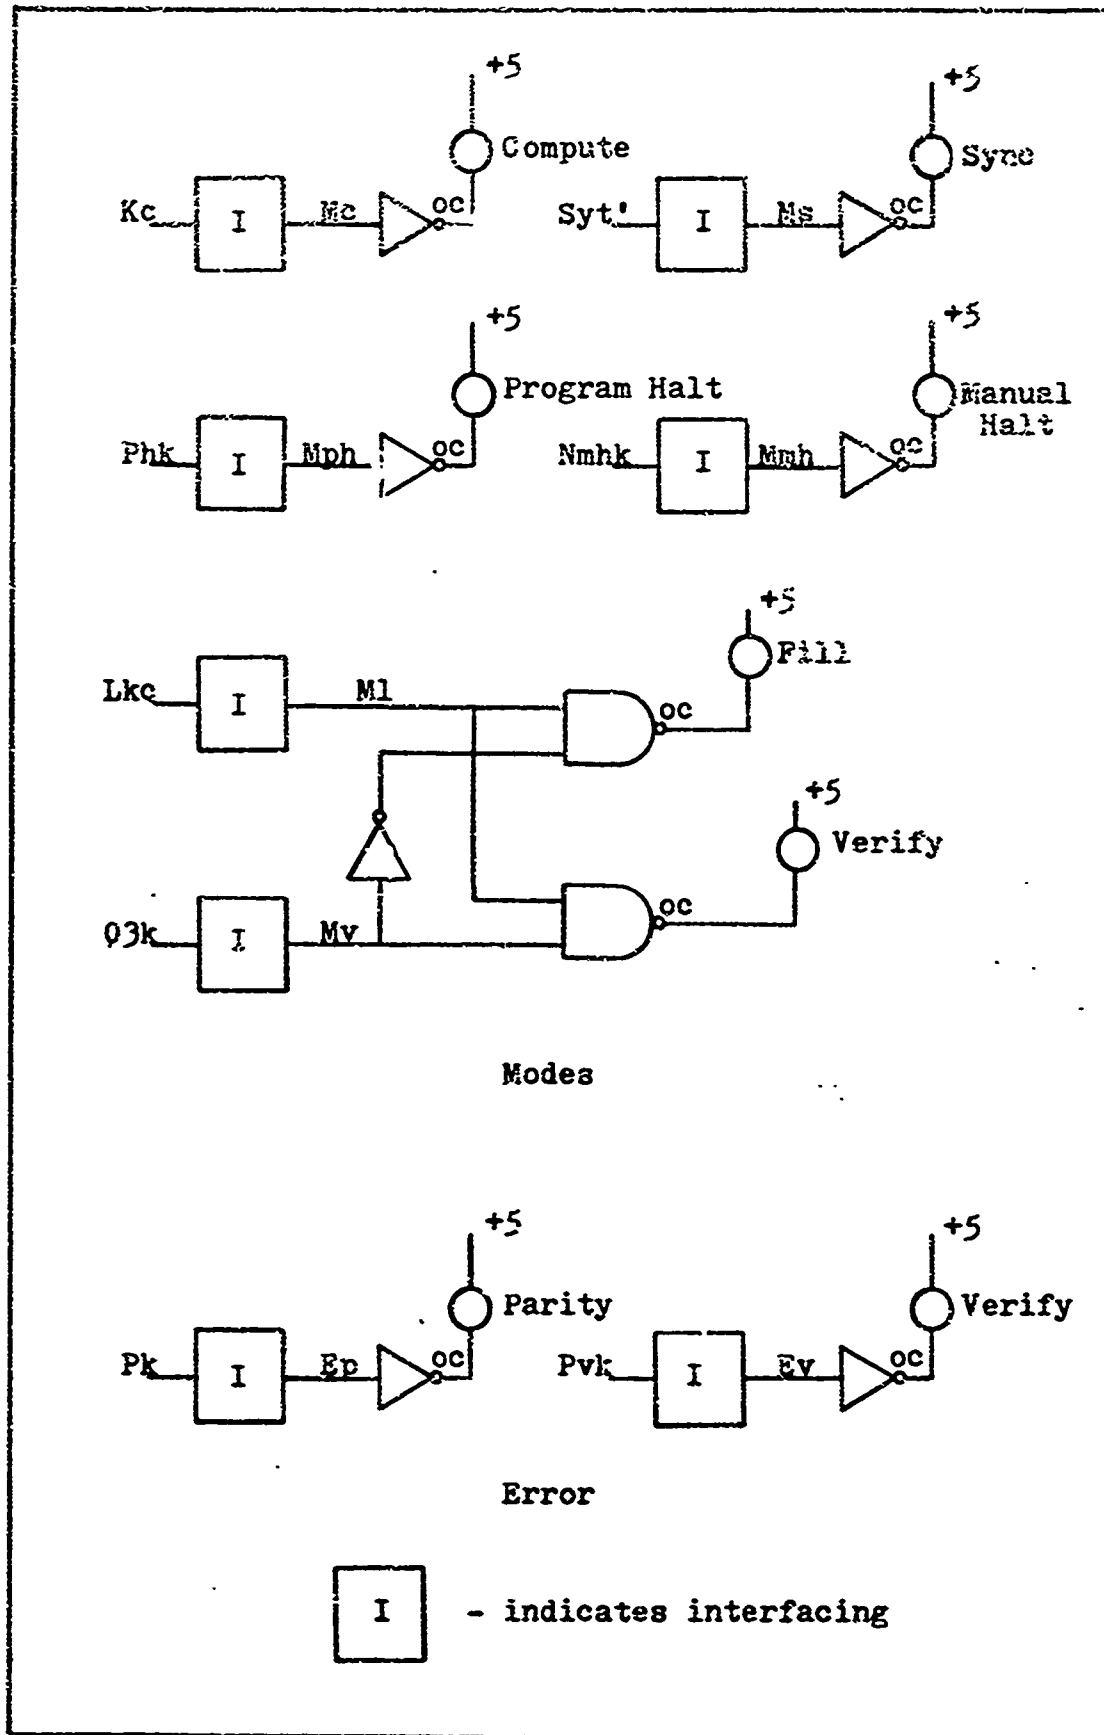 +5
+5
Compute
Sync
Kc
I
Mc
oc
Syt'
I
Ms
oc
+5
+5
Program Halt
Manual
Halt
Phk
I
Mph
oc
Nmhk
I
Mmh
oc
+5
Fill
Lkc
I
Ml
oc
+5
Verify
oc
O3k
I
Mv
Modes
+5
+5
Parity
Verify
Pk
I
Ep
oc
Pvk
I
Ev
oc
Error
I - indicates interfacing